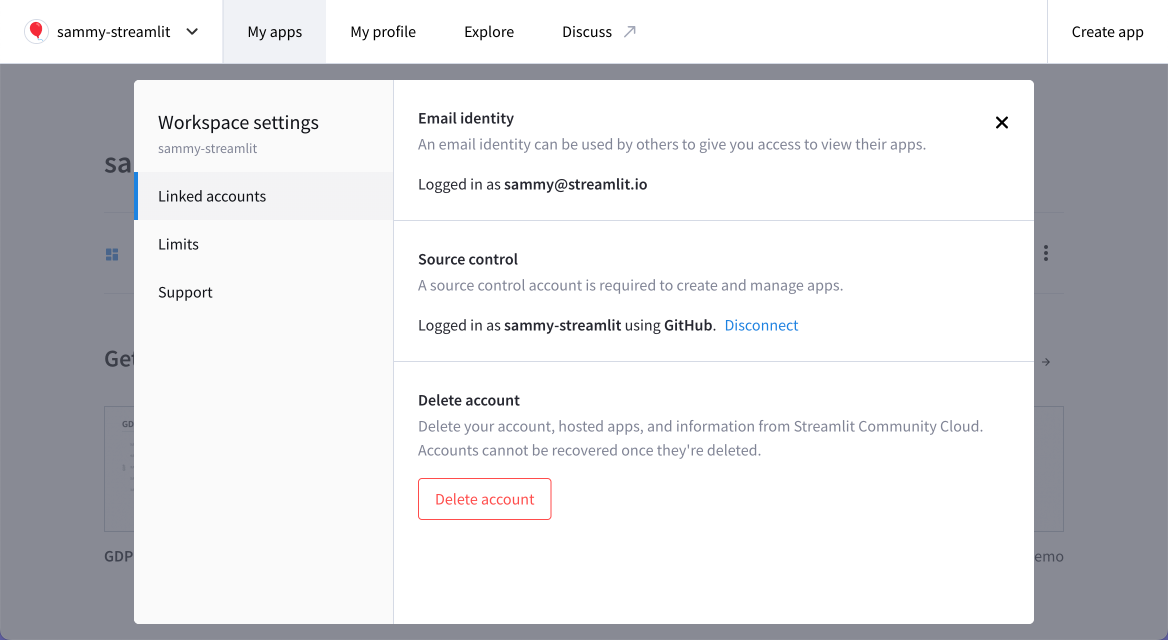 sammy-streamlit
My apps
My profile
Explore
Discuss
Create app
sa
Workspace settings
sammy-streamlit
Linked accounts
Limits
Support
Email identity
An email identity can be used by others to give you access to view their apps.
Logged in as sammy@streamlit.io
Source control
A source control account is required to create and manage apps.
Logged in as sammy-streamlit using GitHub. Disconnect
Delete account
Delete your account, hosted apps, and information from Streamlit Community Cloud.
Accounts cannot be recovered once they're deleted.
Delete account
Get
GD
GDP
emo